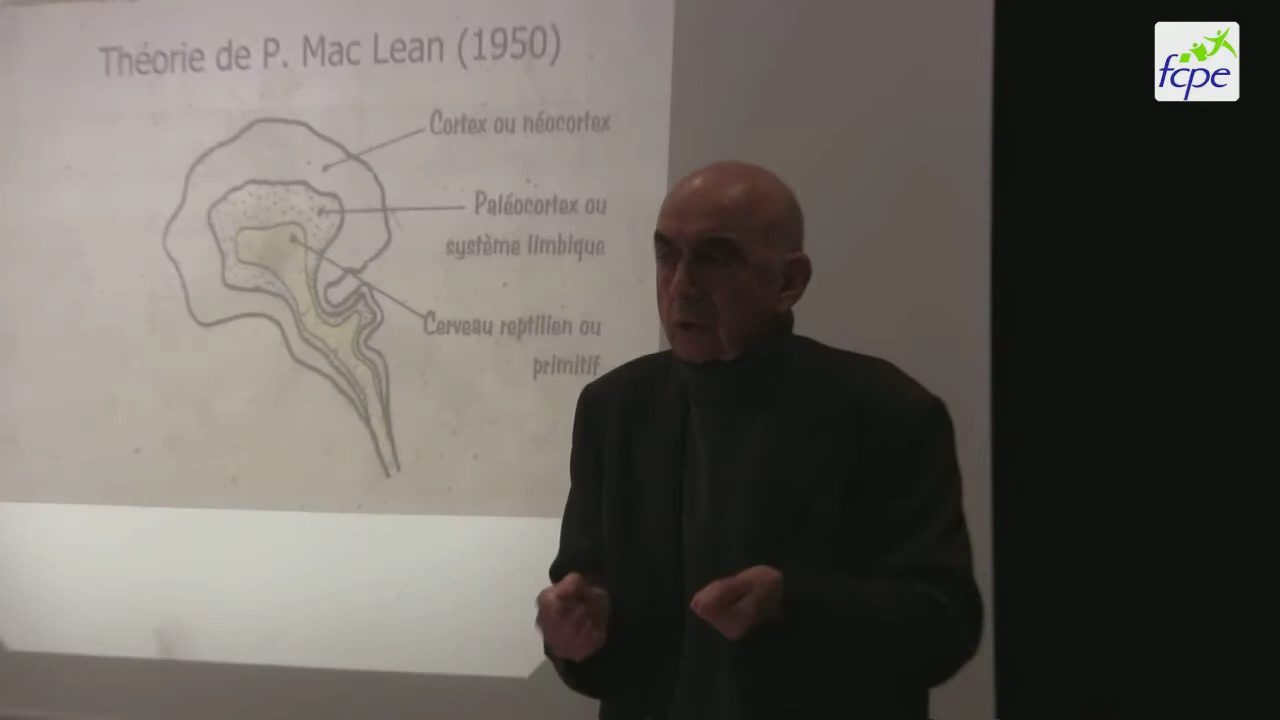 Théorie de P. Mac Lean (1950)
Cortex ou néocortex
Paléocortex ou
système limbique
Cerveau reptilien ou
primitif
fcpe